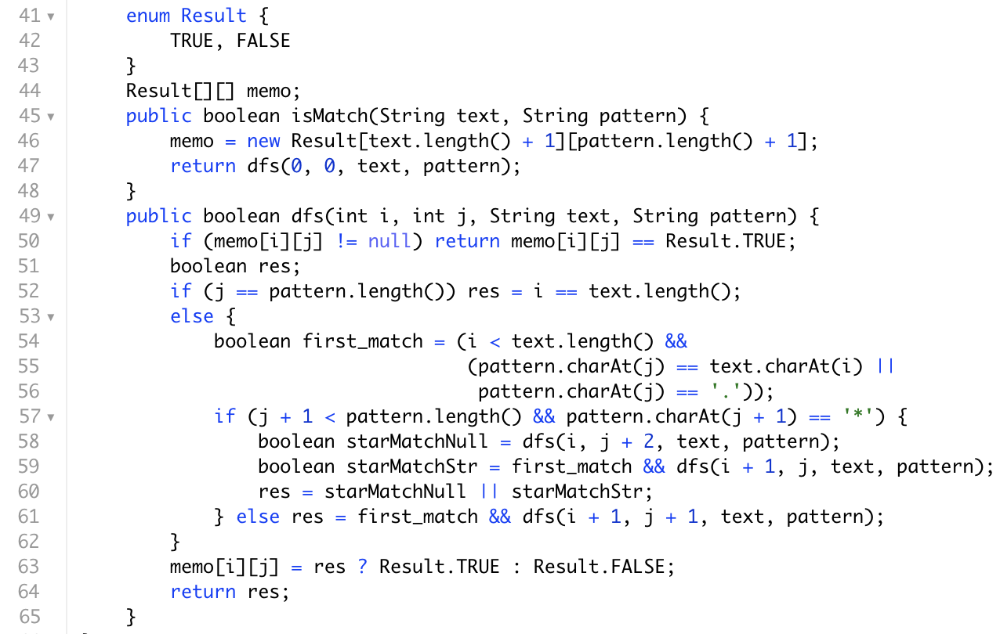 41 ▼     enum Result {
42           TRUE, FALSE
43       }
44       Result[][] memo;
45 ▼     public boolean isMatch(String text, String pattern) {
46           memo = new Result[text.length() + 1][pattern.length() + 1];
47           return dfs(0, 0, text, pattern);
48       }
49 ▼     public boolean dfs(int i, int j, String text, String pattern) {
50           if (memo[i][j] != null) return memo[i][j] == Result.TRUE;
51           boolean res;
52           if (j == pattern.length()) res = i == text.length();
53 ▼         else {
54               boolean first_match = (i < text.length() &&
55                                      (pattern.charAt(j) == text.charAt(i) ||
56                                       pattern.charAt(j) == '.'));
57 ▼             if (j + 1 < pattern.length() && pattern.charAt(j + 1) == '*') {
58                   boolean starMatchNull = dfs(i, j + 2, text, pattern);
59                   boolean starMatchStr = first_match && dfs(i + 1, j, text, pattern);
60                   res = starMatchNull || starMatchStr;
61               } else res = first_match && dfs(i + 1, j + 1, text, pattern);
62           }
63           memo[i][j] = res ? Result.TRUE : Result.FALSE;
64           return res;
65       }